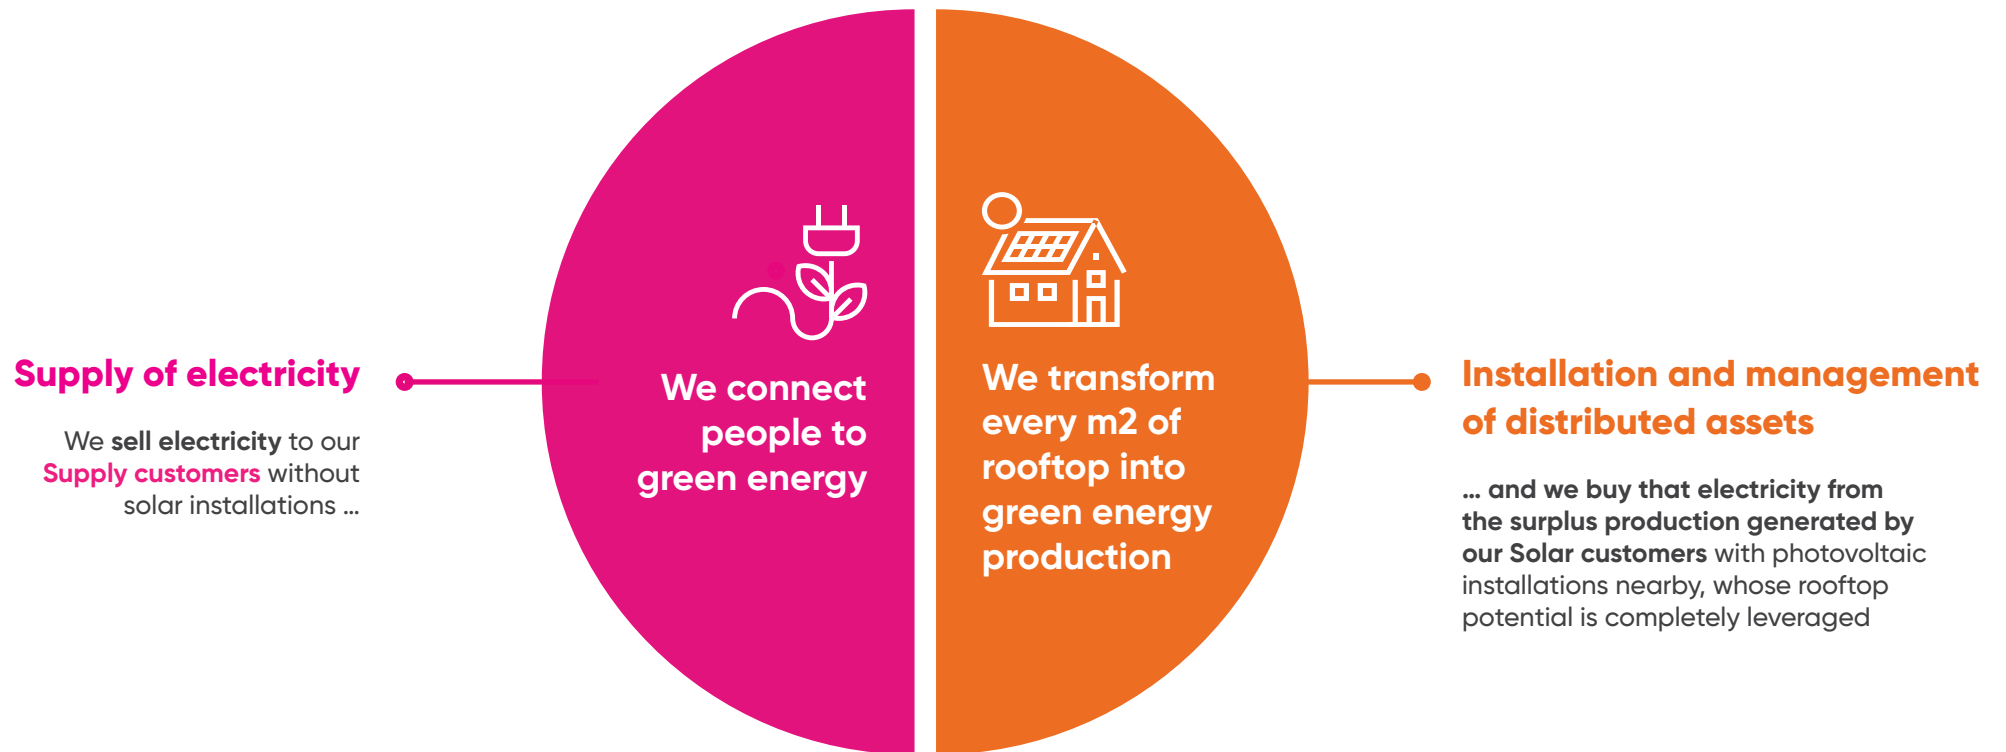 Supply of electricity
We sell electricity to our
Supply customers without
solar installations ...
We connect
people to
green energy
We transform
every m2 of
rooftop into
green energy
production
Installation and management
of distributed assets
... and we buy that electricity from
the surplus production generated by
our Solar customers with photovoltaic
installations nearby, whose rooftop
potential is completely leveraged